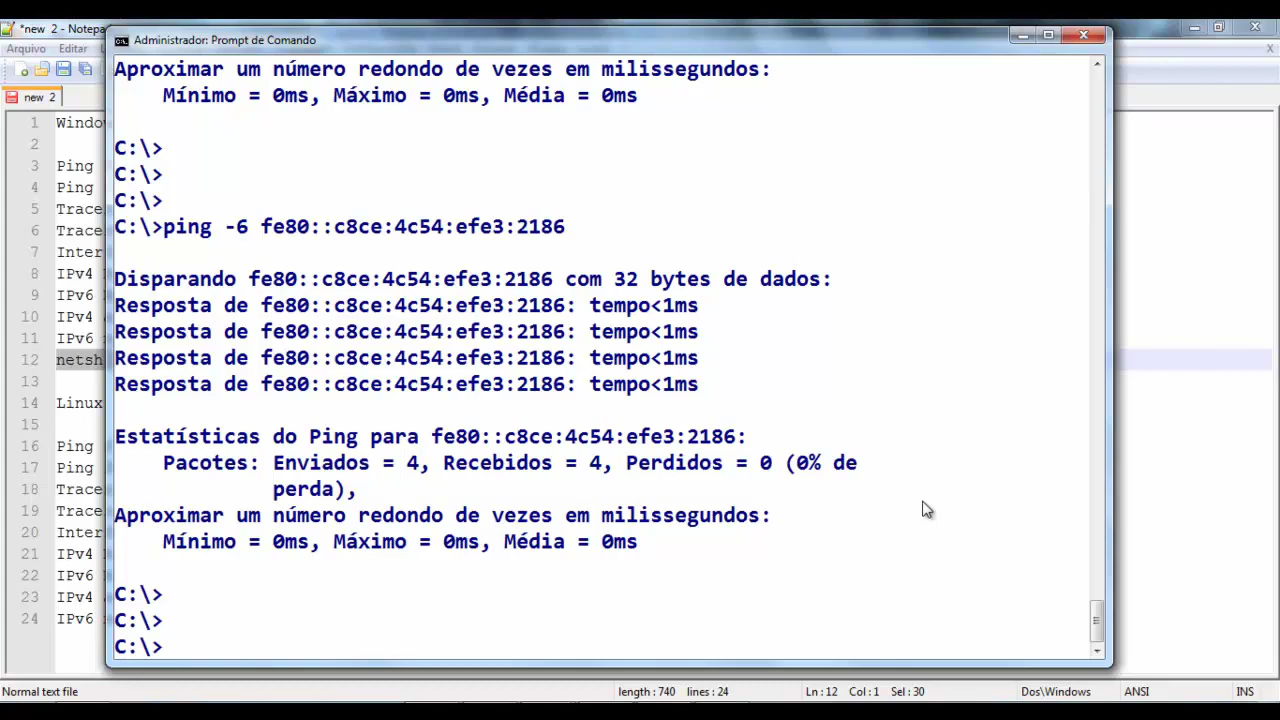 *new 2 - Notepa
Administrador: Prompt de Comando
Arquivo Editar
new 2
1 Windo
2
3 Ping
4 Ping
5 Trace
6 Trace
7 Inter
8 IPv4
9 IPv6
10 IPv4
11 IPv6
12 netsh
13
14 Linux
15
16 Ping
17 Ping
18 Trace
19 Trace
20 Inter
21 IPv4
22 IPv6
23 IPv4
24 IPv6
Aproximar um número redondo de vezes em milissegundos:
Mínimo = 0ms, Máximo = 0ms, Média = 0ms
C:\>
C:\>
C:\>
C:\>ping -6 fe80::c8ce:4c54:efe3:2186
Disparando fe80::c8ce:4c54:efe3:2186 com 32 bytes de dados:
Resposta de fe80::c8ce:4c54:efe3:2186: tempo<1ms
Resposta de fe80::c8ce:4c54:efe3:2186: tempo<1ms
Resposta de fe80::c8ce:4c54:efe3:2186: tempo<1ms
Resposta de fe80::c8ce:4c54:efe3:2186: tempo<1ms
Estatísticas do Ping para fe80::c8ce:4c54:efe3:2186:
Pacotes: Enviados = 4, Recebidos = 4, Perdidos = 0 (0% de
perda),
Aproximar um número redondo de vezes em milissegundos:
Mínimo = 0ms, Máximo = 0ms, Média = 0ms
C:\>
C:\>
C:\>
Normal text file length : 740 lines : 24 Ln : 12 Col : 1 Sel : 30 Dos\Windows ANSI INS